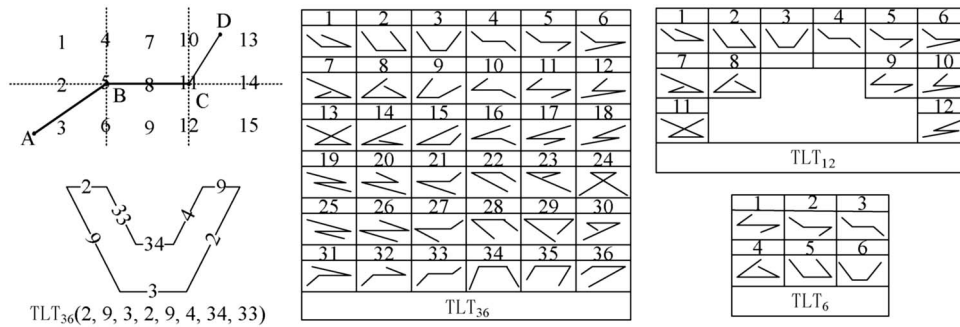 1 4 7 10 D 13
2 5 B 8 11 C 14
A 3 6 9 12 15
2 9
33 4
34
9 2
3
TLT36(2, 9, 3, 2, 9, 4, 34, 33)
1 2 3 4 5 6
7 8 9 10 11 12
13 14 15 16 17 18
19 20 21 22 23 24
25 26 27 28 29 30
31 32 33 34 35 36
TLT36
1 2 3 4 5 6
7 8 9 10
11 12
TLT12
1 2 3
4 5 6
TLT6